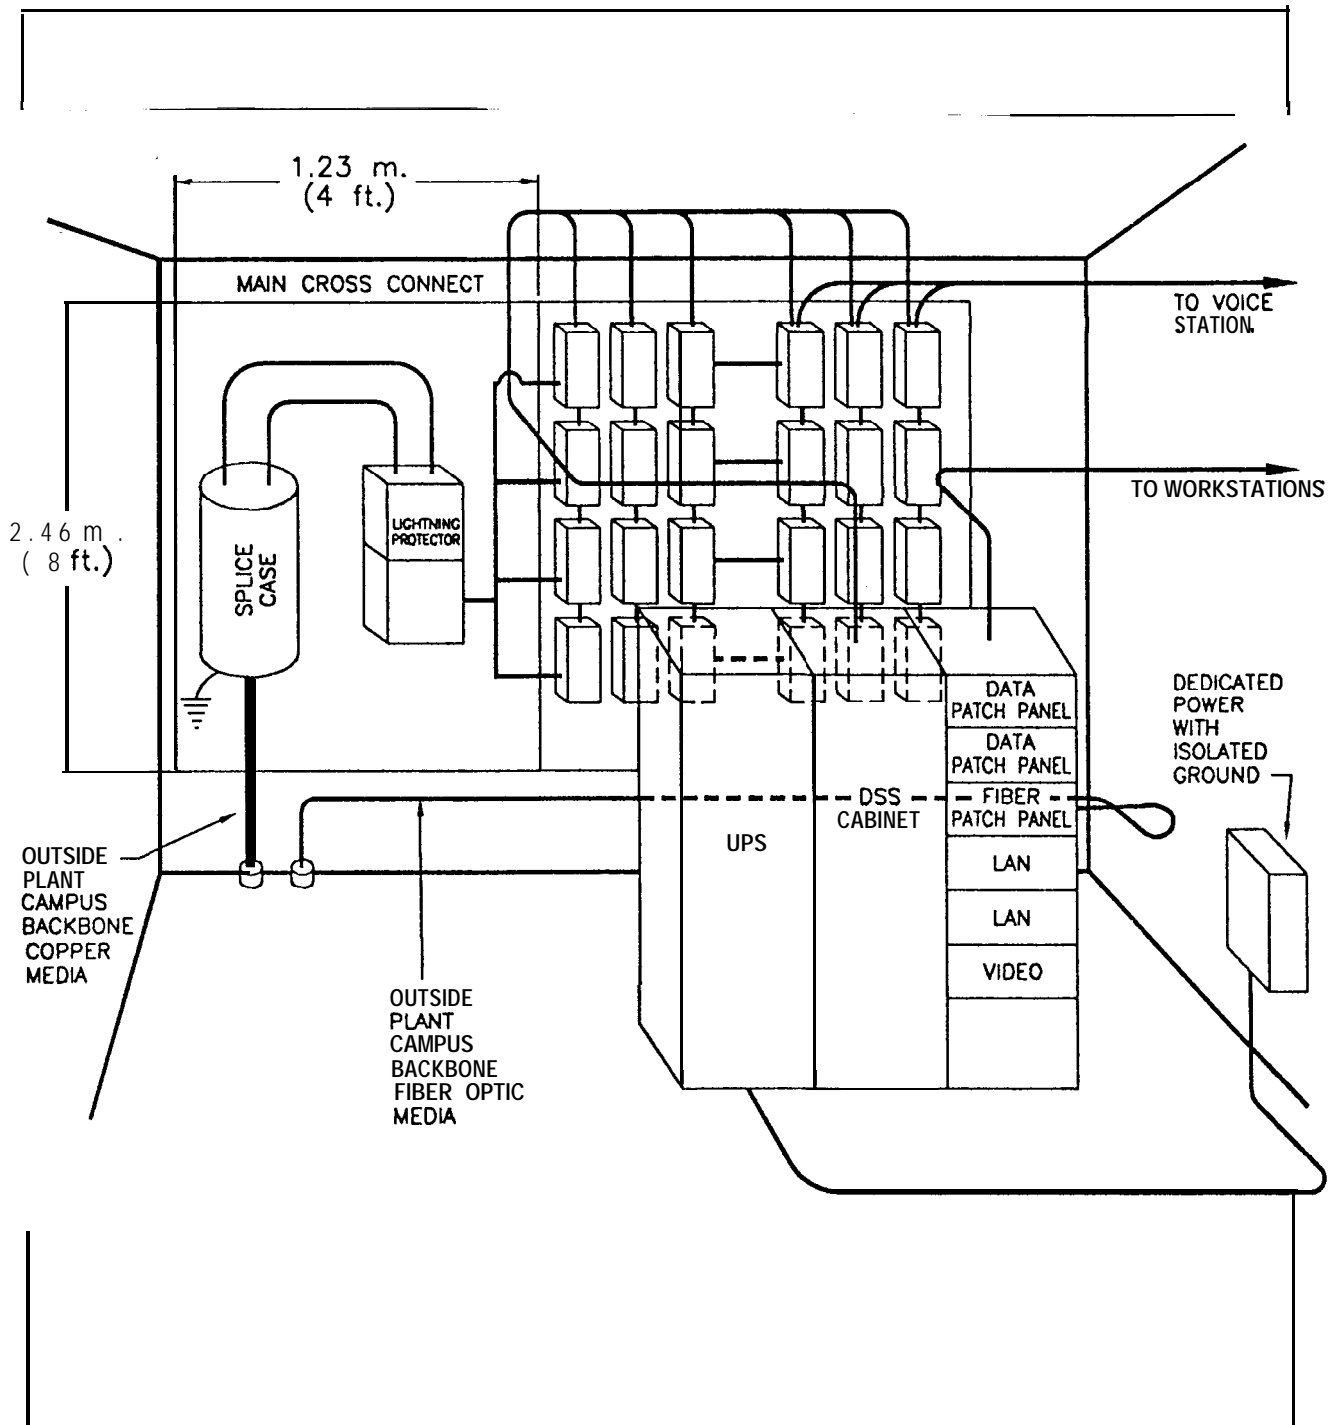 1.23 m.
(4 ft.)
MAIN CROSS CONNECT
TO VOICE
STATION.
TO WORKSTATIONS
2.46 m .
( 8 ft.)
LIGHTNING
PROTECTOR
SPLICE
CASE
DATA
PATCH PANEL
DATA
PATCH PANEL
DSS
CABINET
FIBER
PATCH PANEL
UPS
LAN
LAN
VIDEO
DEDICATED
POWER
WITH
ISOLATED
GROUND
OUTSIDE
PLANT
CAMPUS
BACKBONE
COPPER
MEDIA
OUTSIDE
PLANT
CAMPUS
BACKBONE
FIBER OPTIC
MEDIA